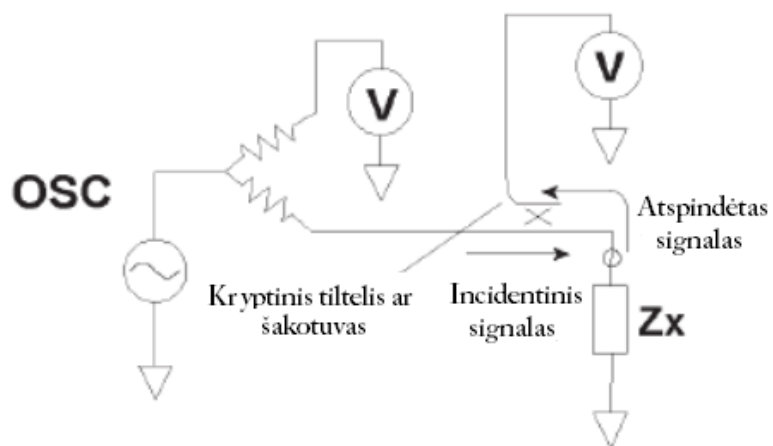 V
V
OSC
Atspindėtas
signalas
Kryptinis tiltelis ar
šakotuvas
Incidentinis
signalas
Zx